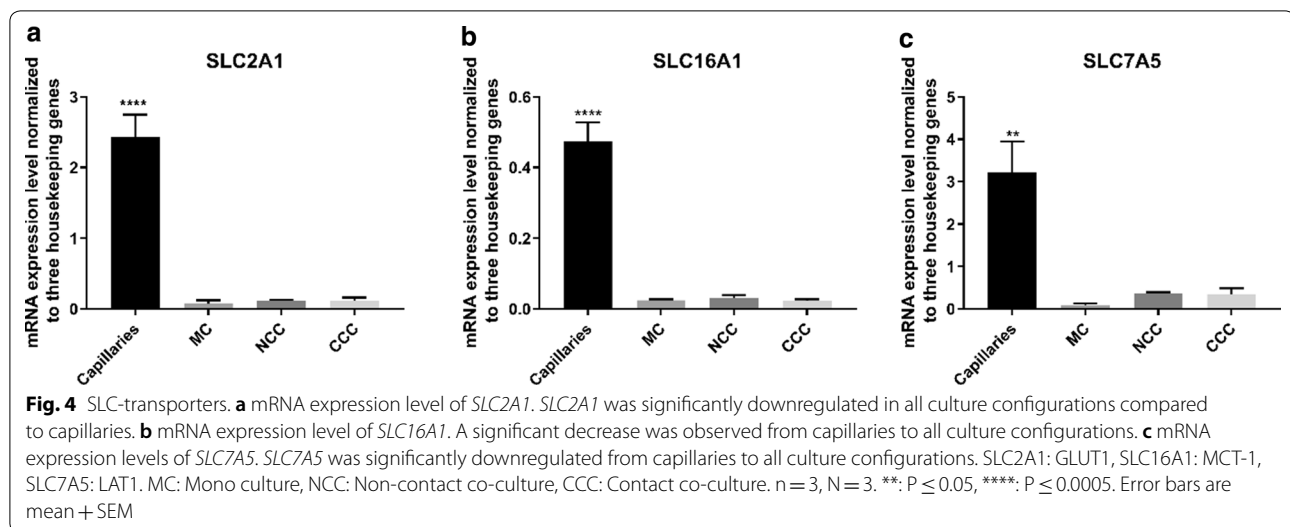 a
SLC2A1
mRNA expression level normalized
to three housekeeping genes
3
2
1
0
****
Capillaries
MC
NCC
CCC
b
SLC16A1
mRNA expression level normalized
to three housekeeping genes
0.6
0.4
0.2
0.0
****
Capillaries
MC
NCC
CCC
c
SLC7A5
mRNA expression level normalized
to three housekeeping genes
5
4
3
2
1
0
**
Capillaries
MC
NCC
CCC
Fig. 4 SLC-transporters. a mRNA expression level of SLC2A1. SLC2A1 was significantly downregulated in all culture configurations compared
to capillaries. b mRNA expression level of SLC16A1. A significant decrease was observed from capillaries to all culture configurations. c mRNA
expression levels of SLC7A5. SLC7A5 was significantly downregulated from capillaries to all culture configurations. SLC2A1: GLUT1, SLC16A1: MCT-1,
SLC7A5: LAT1. MC: Mono culture, NCC: Non-contact co-culture, CCC: Contact co-culture. n = 3, N = 3. **: P ≤ 0.05, ****: P ≤ 0.0005. Error bars are
mean + SEM